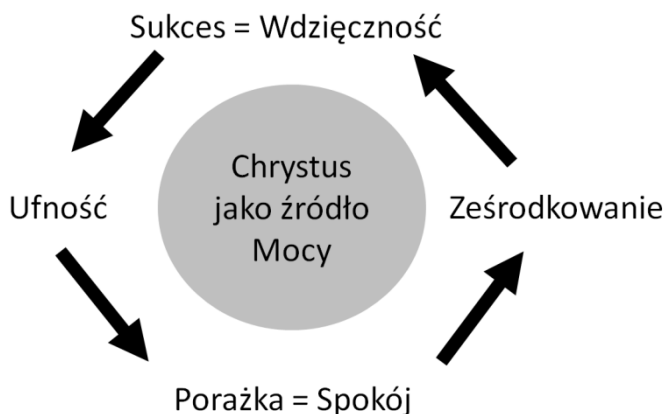 Sukces = Wdzięczność
Chrystus
jako źródło
Mocy
Ufność
Ześrodkowanie
Porażka = Spokój